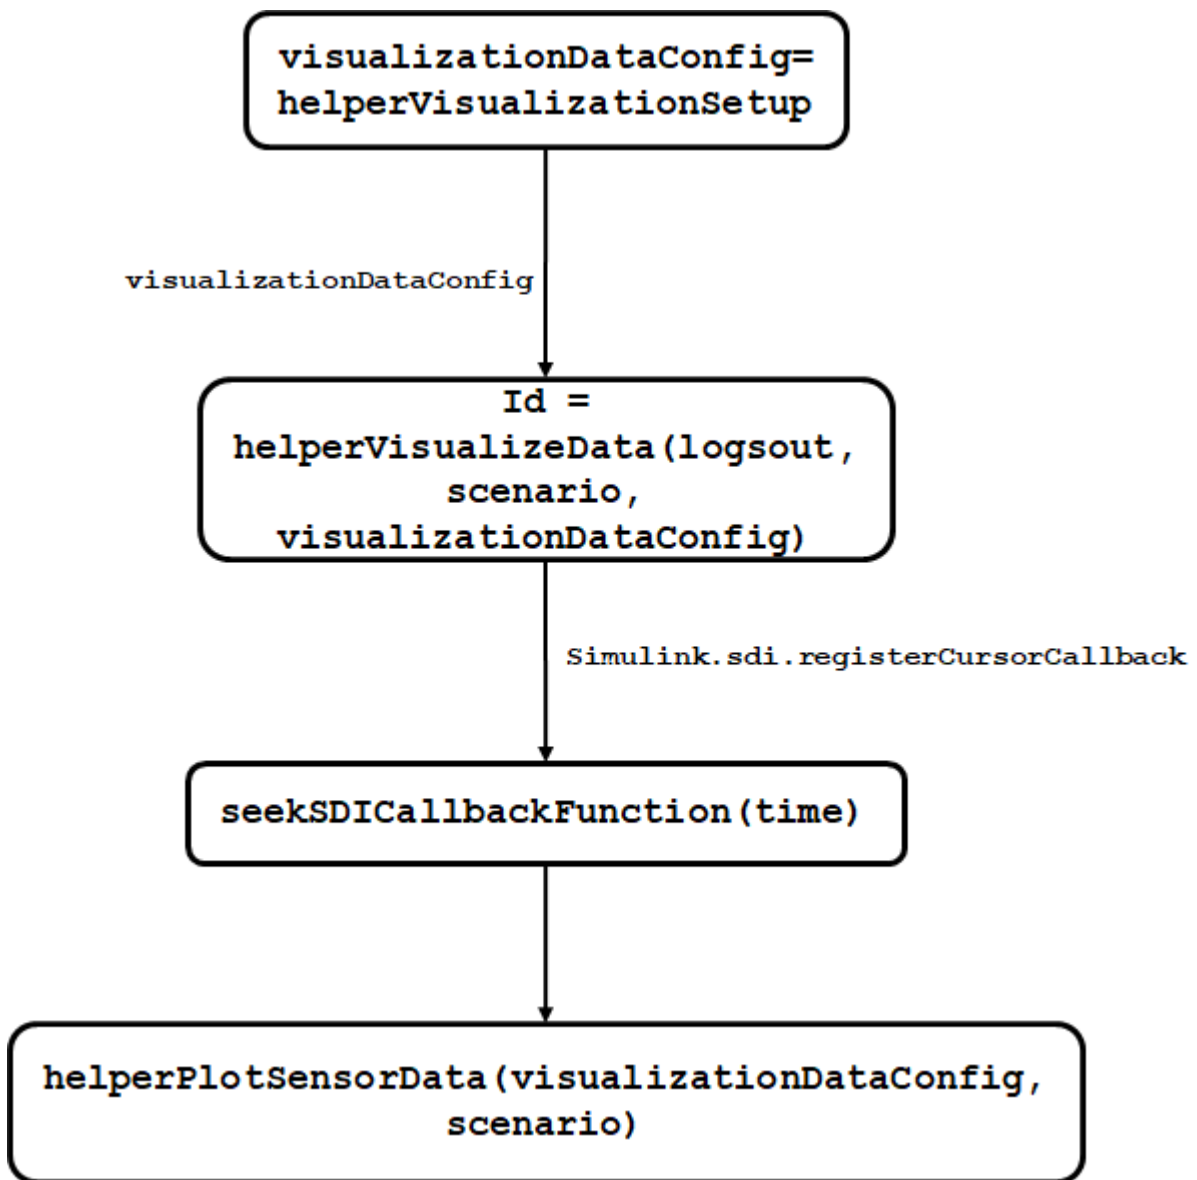 visualizationDataConfig=
helperVisualizationSetup
visualizationDataConfig
Id =
helperVisualizeData(logsout,
scenario,
visualizationDataConfig)
Simulink.sdi.registerCursorCallback
seekSDICallbackFunction(time)
helperPlotSensorData(visualizationDataConfig,
scenario)